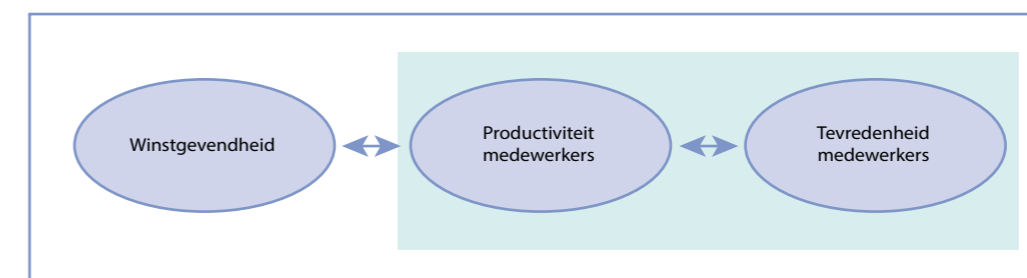 Winstgevendheid
Productiviteit
medewerkers
Tevredenheid
medewerkers